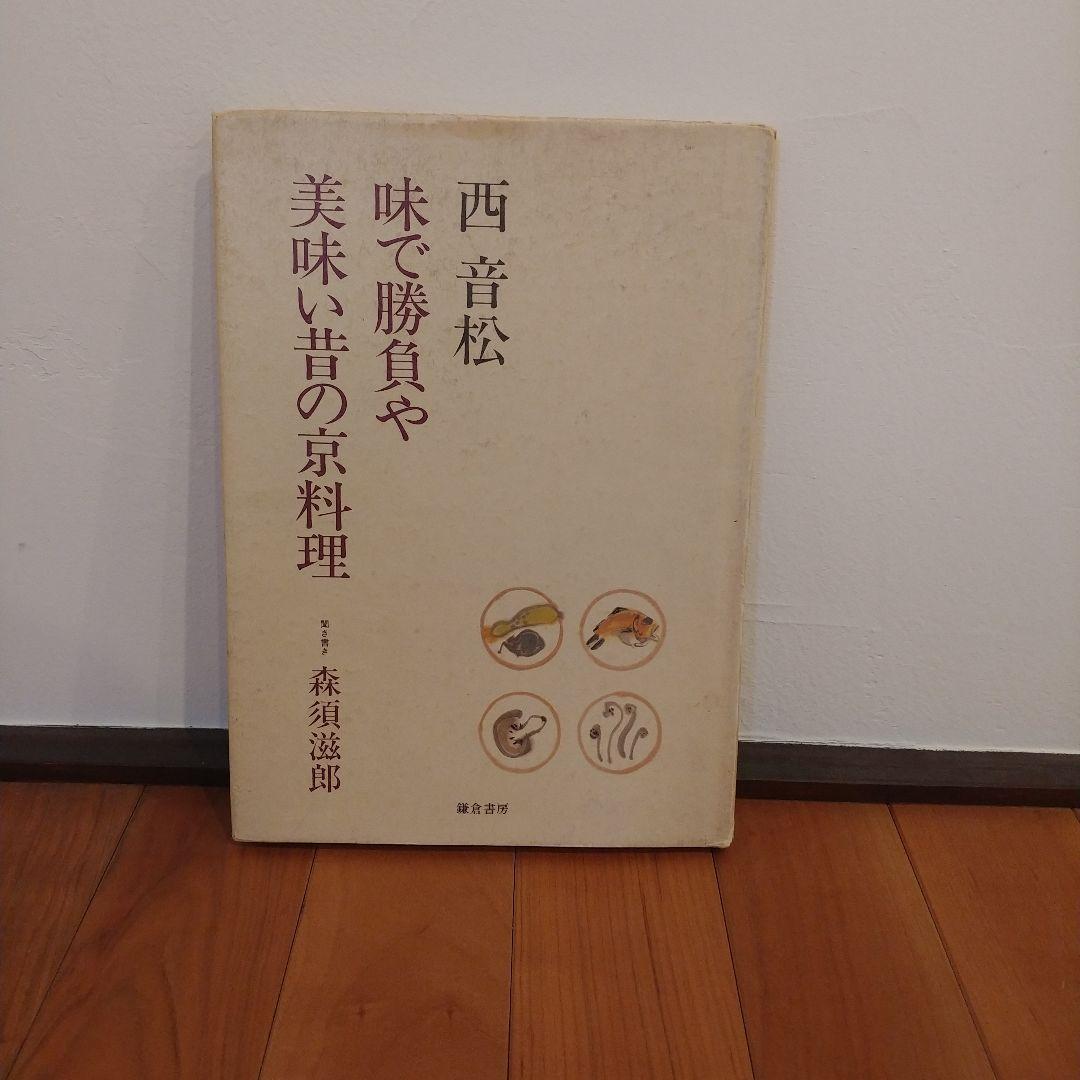 西 音松
味で勝負や
美味い昔の京料理
聞き書き 森須滋郎
鎌倉書房